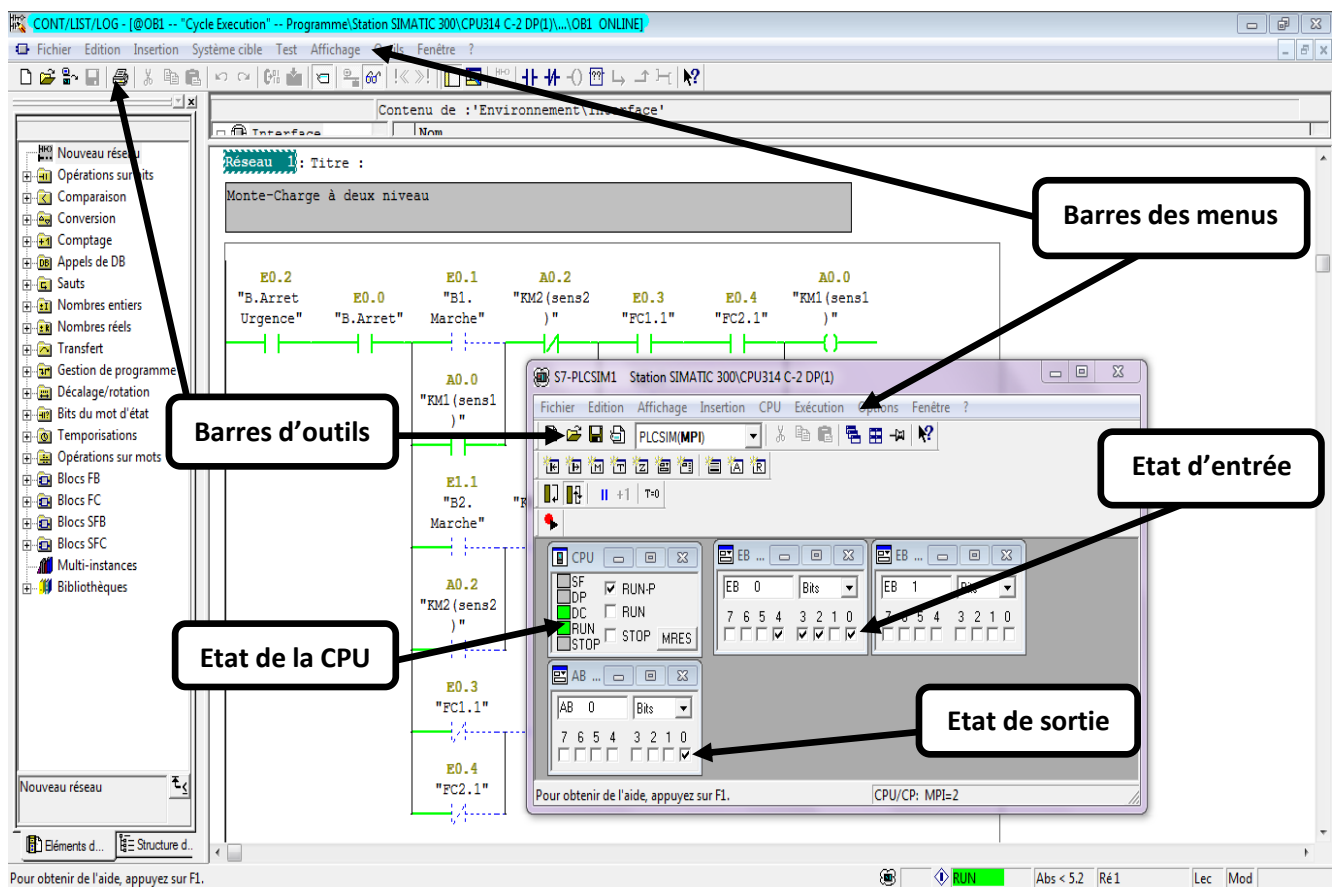 CONT/LIST/LOG - [@OB1 -- "Cycle Execution" -- Programme\Station SIMATIC 300\CPU314 C-2 DP(1)\...\OB1 ONLINE]
Fichier Edition Insertion Système cible Test Affichage Outils Fenêtre ?
Contenu de :'Environnement\Interface'
Interface
Nom
Nouveau réseau
Opérations sur bits
Comparaison
Conversion
Comptage
Appels de DB
Sauts
Nombres entiers
Nombres réels
Transfert
Gestion de programme
Décalage/rotation
Bits du mot d'état
Temporisations
Opérations sur mots
Blocs FB
Blocs FC
Blocs SFB
Blocs SFC
Multi-instances
Bibliothèques
Nouveau réseau
Eléments d... Structure d..
Réseau 1: Titre :
Monte-Charge à deux niveau
E0.2
"B.Arret
Urgence"
E0.0
"B.Arret"
E0.1
"B1.
Marche"
A0.2
"KM2(sens2
)"
E0.3
"FC1.1"
E0.4
"FC2.1"
A0.0
"KM1(sens1
)"
A0.0
"KM1(sens1
)"
E1.1
"B2.
Marche"
A0.2
"KM2(sens2
)"
E0.3
"FC1.1"
E0.4
"FC2.1"
Barres des menus
Barres d'outils
Etat d'entrée
Etat de la CPU
Etat de sortie
S7-PLCSIM1 Station SIMATIC 300\CPU314 C-2 DP(1)
Fichier Edition Affichage Insertion CPU Exécution Options Fenêtre ?
PLCSIM(MPI)
+1 T=0
CPU
SF
DP
DC
RUN
STOP
RUN-P
RUN
STOP MRES
EB ...
EB 0 Bits
7 6 5 4 3 2 1 0
EB ...
EB 1 Bits
7 6 5 4 3 2 1 0
AB ...
AB 0 Bits
7 6 5 4 3 2 1 0
Pour obtenir de l'aide, appuyez sur F1. CPU/CP: MPI=2
Pour obtenir de l'aide, appuyez sur F1. RUN Abs < 5.2 Ré1 Lec Mod